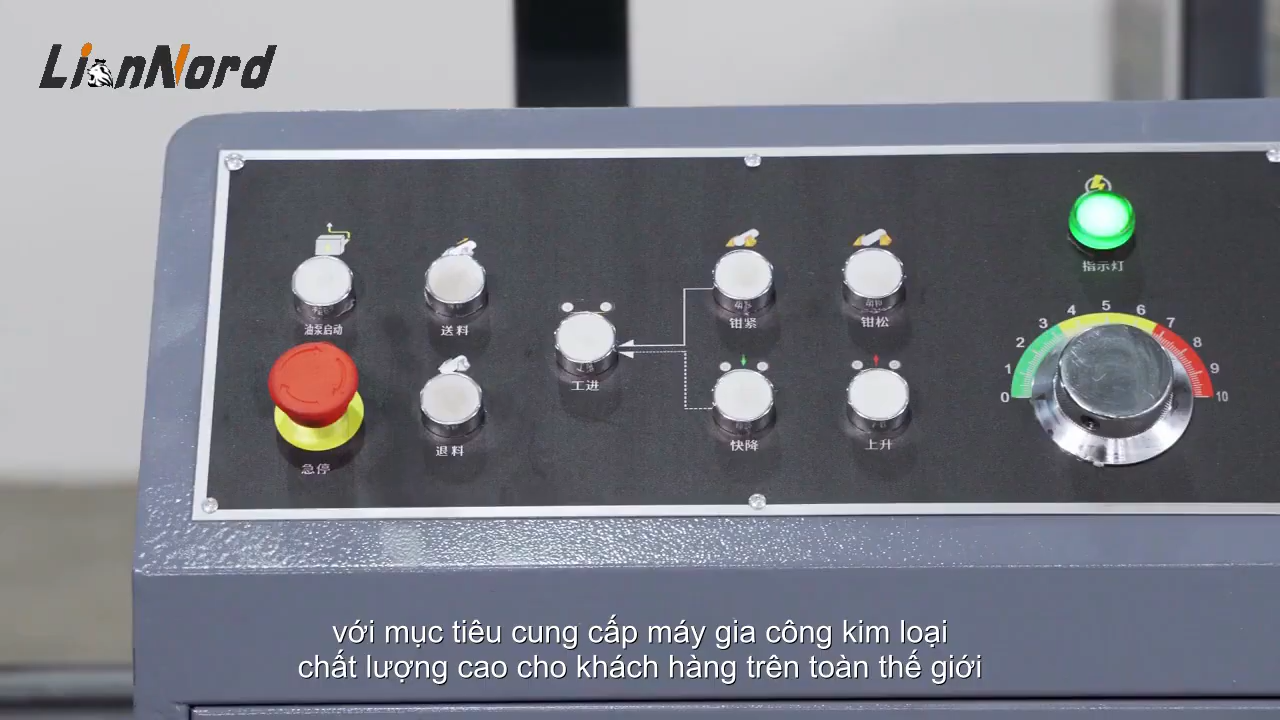 LionNord
指示灯
油泵启动
送料
钳紧
钳松
工进
0 1 2 3 4 5 6 7 8 9 10
退料
快降
上升
急停
với mục tiêu cung cấp máy gia công kim loại
chất lượng cao cho khách hàng trên toàn thế giới